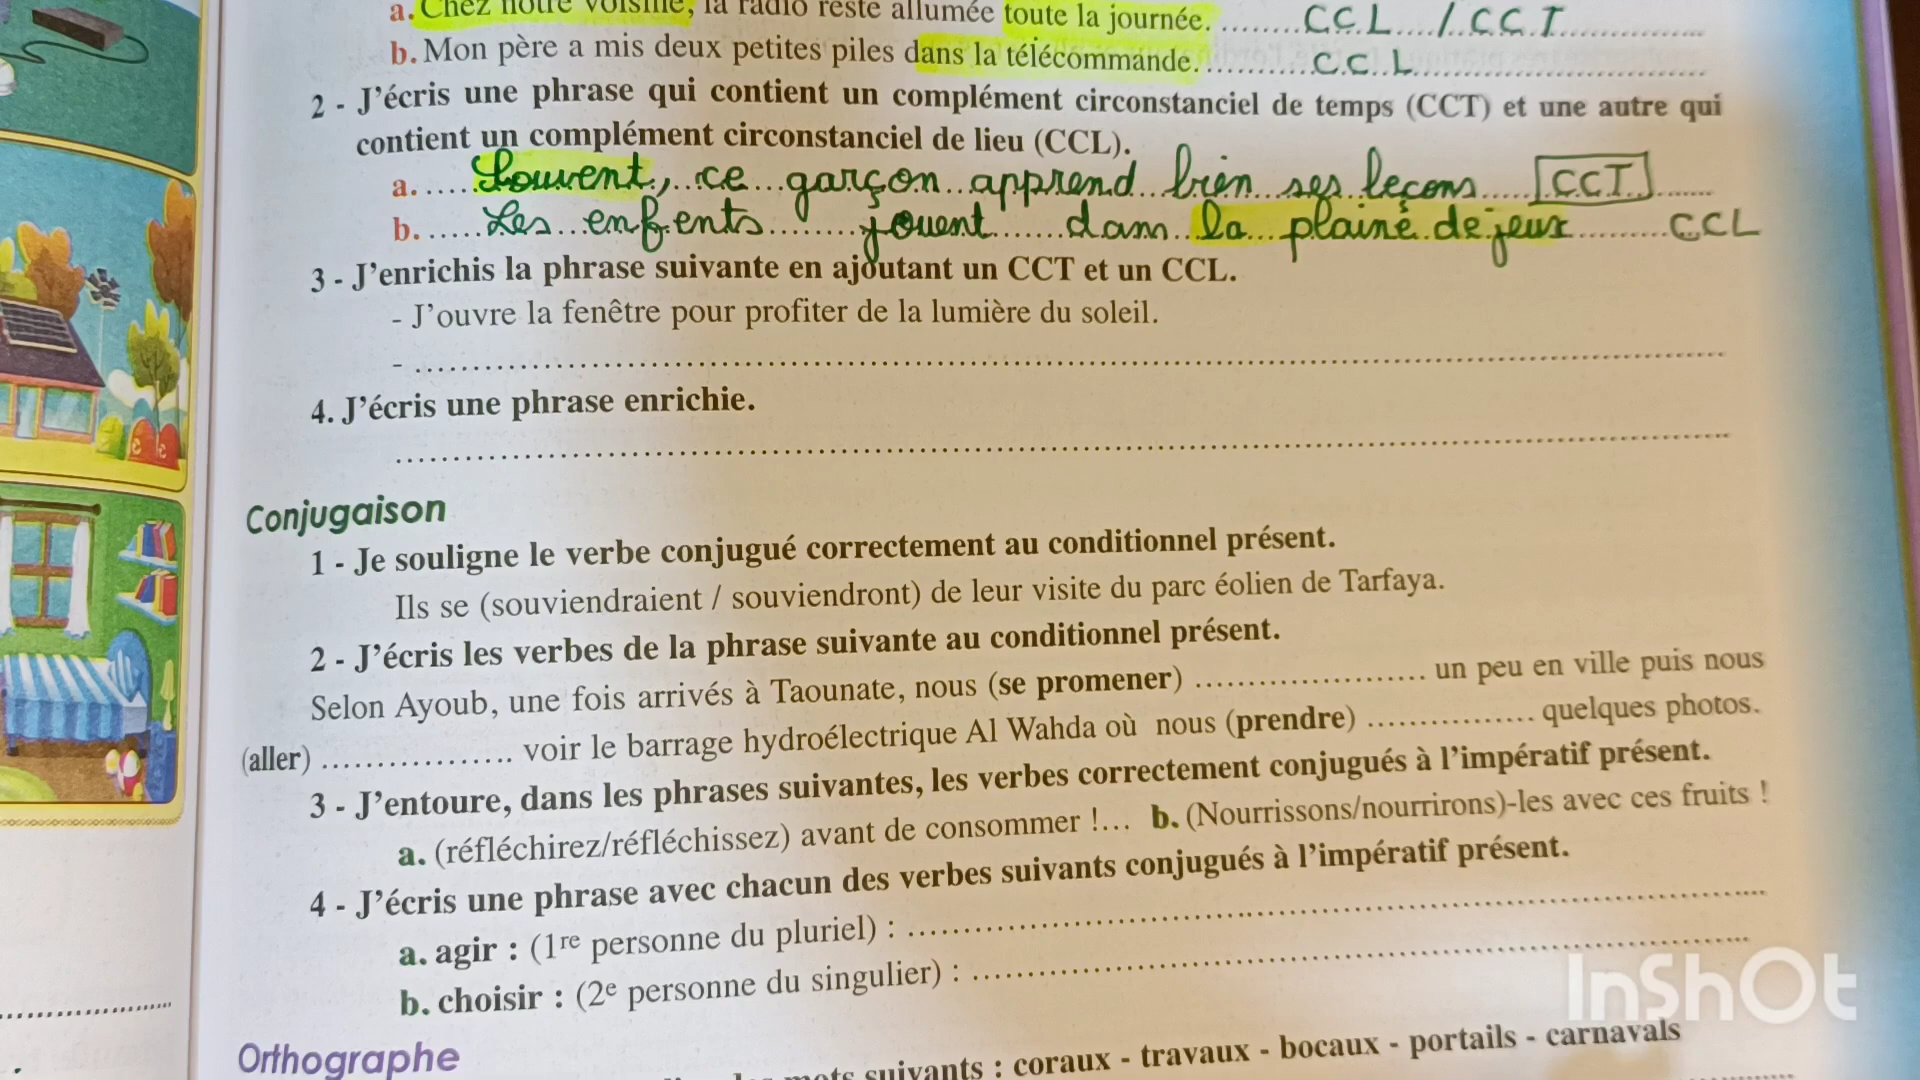 a. Chez notre voisine, la radio reste allumée toute la journée. ........CCL..../.CCT...............
b. Mon père a mis deux petites piles dans la télécommande. ...........C.C..L..............................
2 - J'écris une phrase qui contient un complément circonstanciel de temps (CCT) et une autre qui
contient un complément circonstanciel de lieu (CCL).
a. .....Souvent,..ce...garçon..apprend...bien..ses..leçons.....CCT.......
b. .....Les..enfents.........jouent.......dans..la...plaine.de.jeux.........CCL
3 - J'enrichis la phrase suivante en ajoutant un CCT et un CCL.
- J'ouvre la fenêtre pour profiter de la lumière du soleil.
- ..........................................................................................................
4. J'écris une phrase enrichie.
..........................................................................................................
Conjugaison
1 - Je souligne le verbe conjugué correctement au conditionnel présent.
Ils se (souviendraient / souviendront) de leur visite du parc éolien de Tarfaya.
2 - J'écris les verbes de la phrase suivante au conditionnel présent.
Selon Ayoub, une fois arrivés à Taounate, nous (se promener) ...................... un peu en ville puis nous
(aller) .................. voir le barrage hydroélectrique Al Wahda où nous (prendre) ................ quelques photos.
3 - J'entoure, dans les phrases suivantes, les verbes correctement conjugués à l'impératif présent.
a. (réfléchirez/réfléchissez) avant de consommer !... b. (Nourrissons/nourrirons)-les avec ces fruits !
4 - J'écris une phrase avec chacun des verbes suivants conjugués à l'impératif présent.
a. agir : (1re personne du pluriel) : ..................................................................
b. choisir : (2e personne du singulier) : ............................................................
InShOt
Orthographe
mots suivants : coraux - travaux - bocaux - portails - carnavals